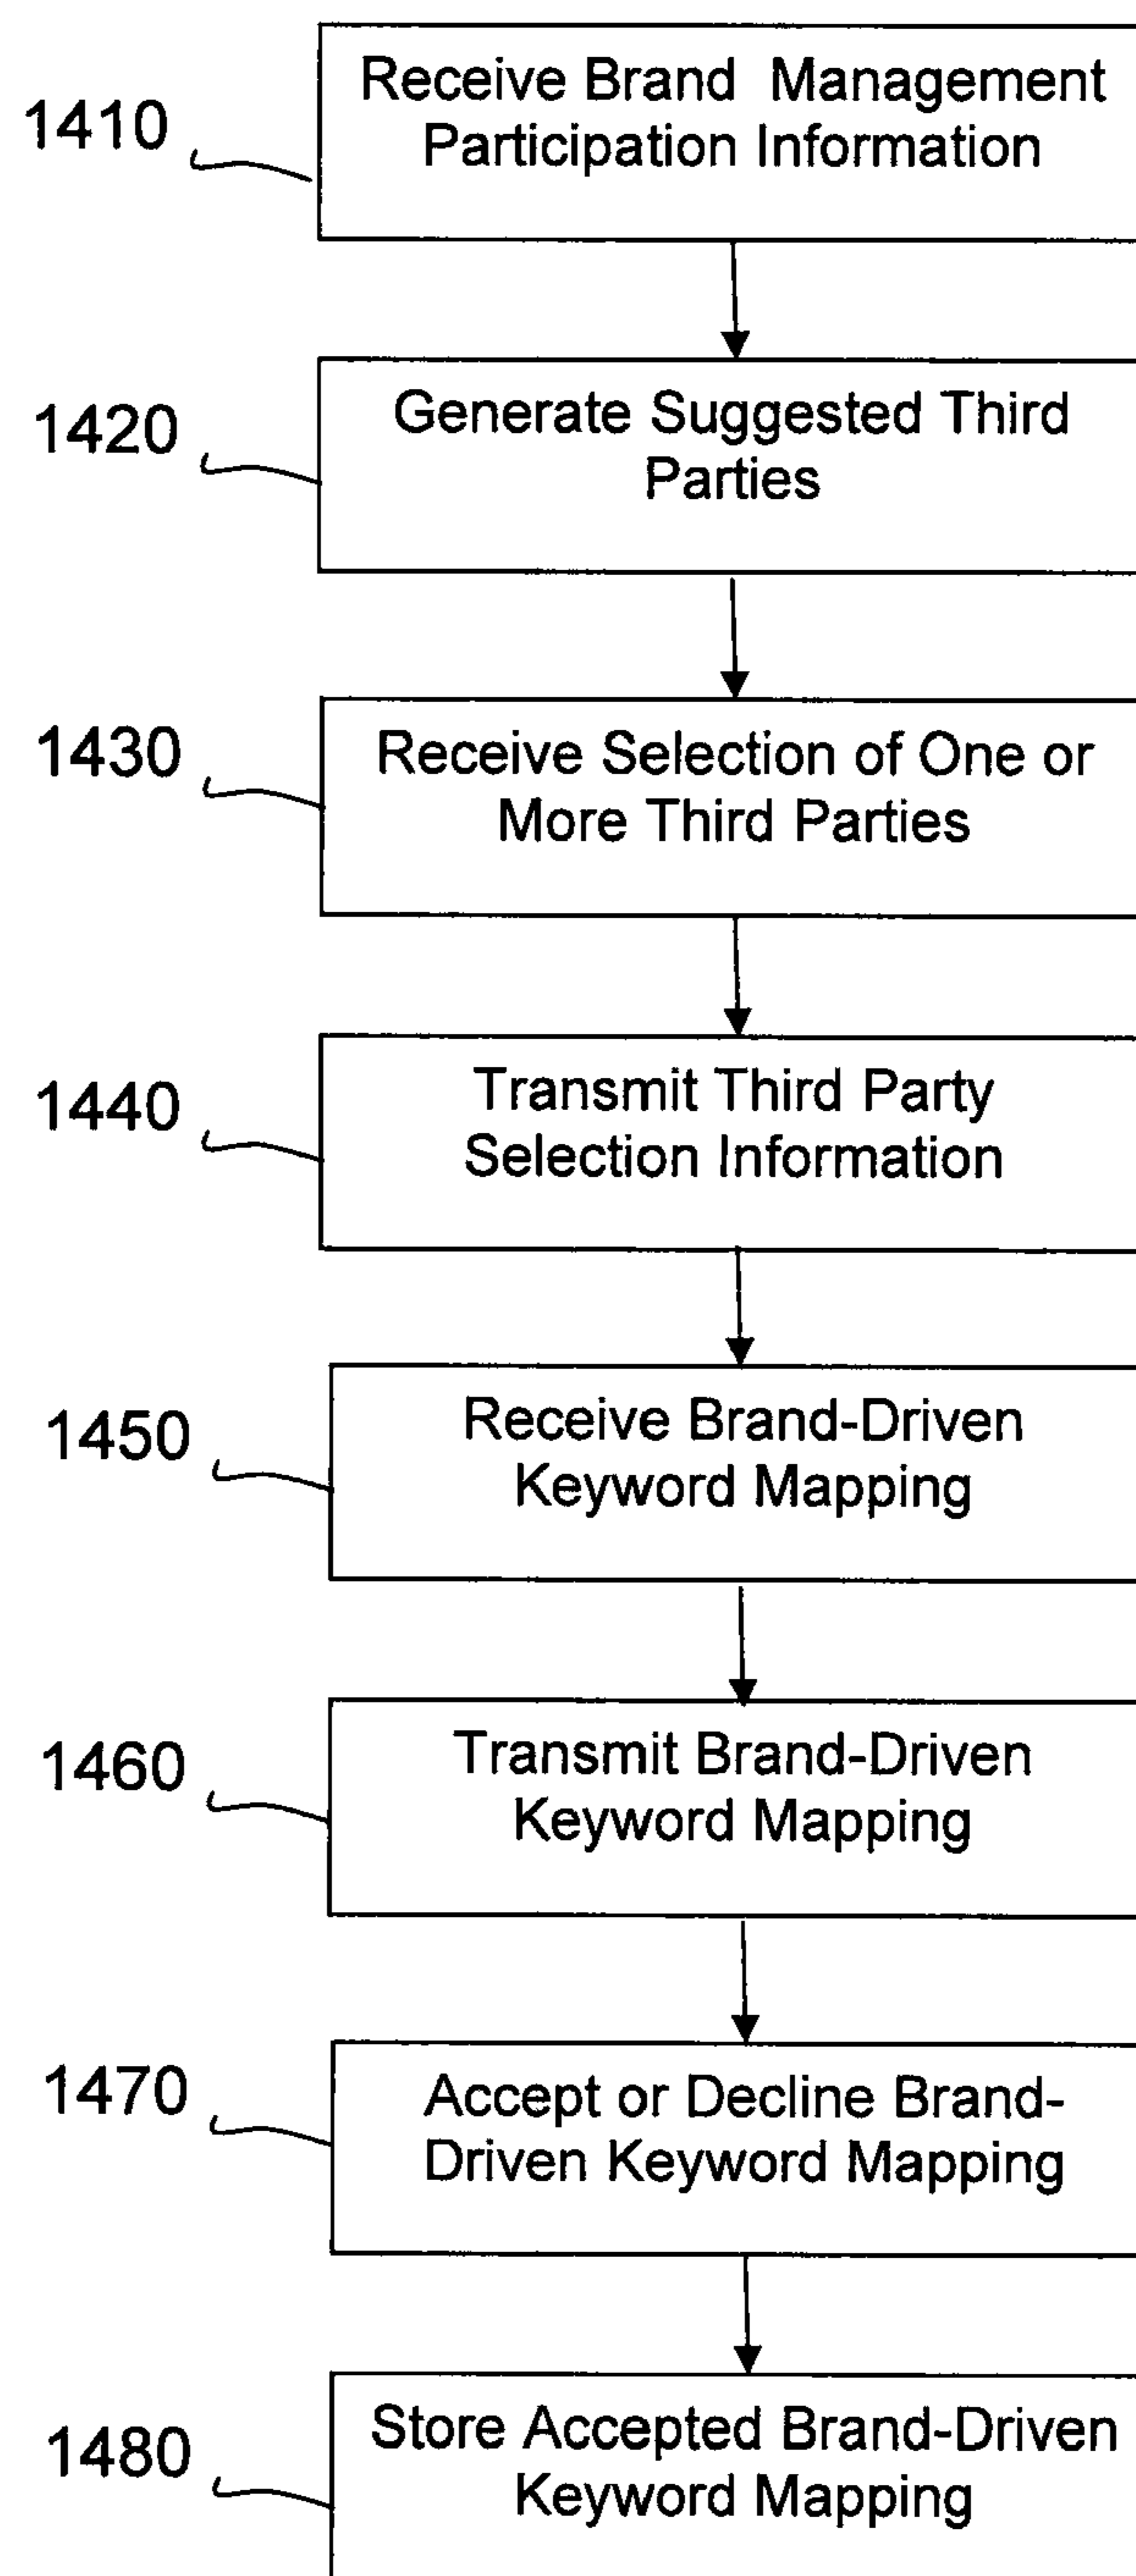 1410
Receive Brand Management
Participation Information
1420
Generate Suggested Third
Parties
1430
Receive Selection of One or
More Third Parties
1440
Transmit Third Party
Selection Information
1450
Receive Brand-Driven
Keyword Mapping
1460
Transmit Brand-Driven
Keyword Mapping
1470
Accept or Decline Brand-
Driven Keyword Mapping
1480
Store Accepted Brand-Driven
Keyword Mapping